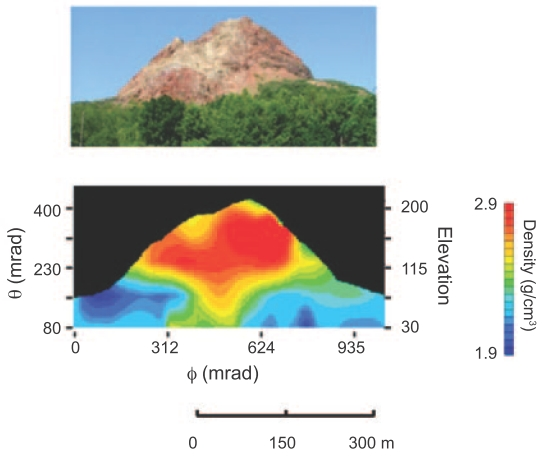 400
230
80
θ (mrad)
0 312 624 935
ϕ (mrad)
200
115
30
Elevation
2.9
1.9
Density (g/cm³)
0 150 300 m